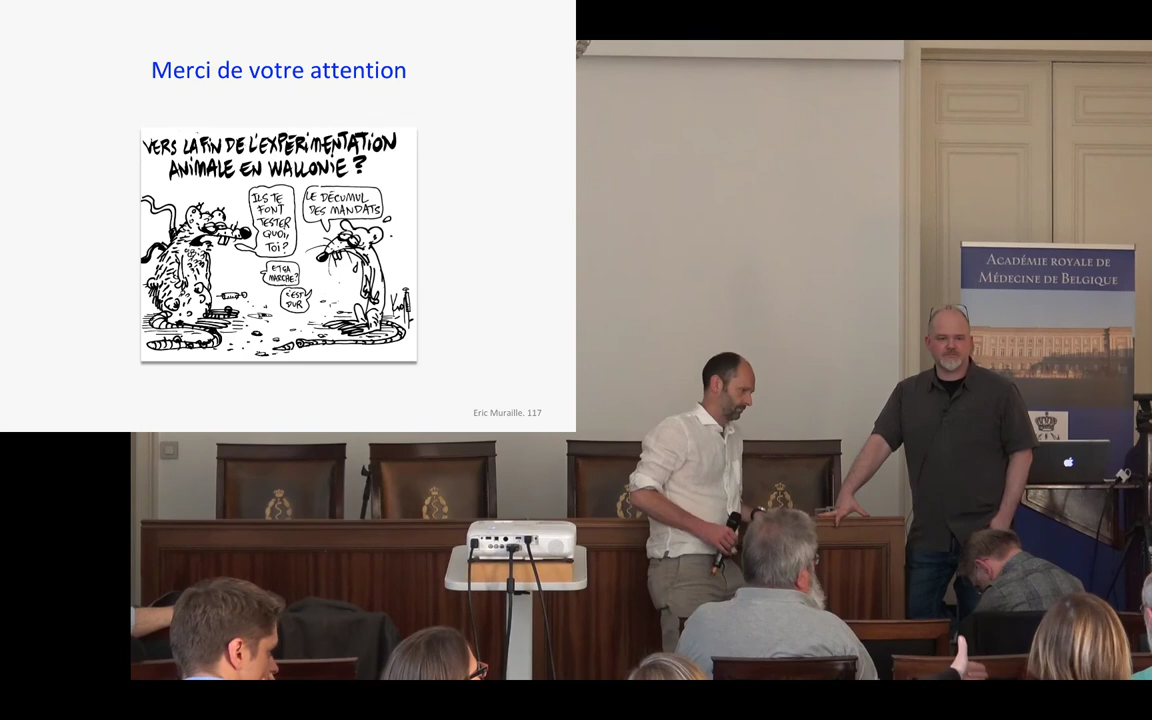 Merci de votre attention
VERS LA FIN DE L'EXPÉRIMENTATION
ANIMALE EN WALLONIE ?
ILS TE
FONT
TESTER
QUOI,
TOI ?
LE DÉCUMUL
DES MANDATS
ET ÇA
MARCHE ?
C'EST
DUR
Eric Muraille. 117
ACADÉMIE ROYALE DE
MÉDECINE DE BELGIQUE